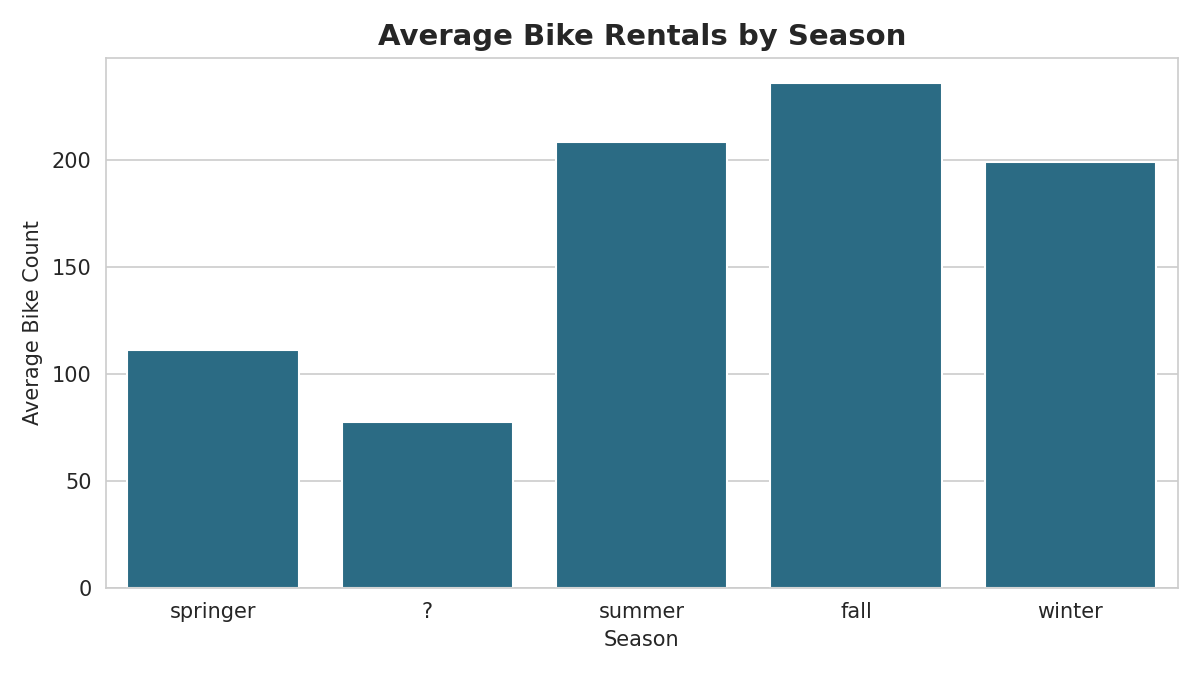 Average Bike Rentals by Season
Average Bike Count
200
150
100
50
0
springer ? summer fall winter
Season